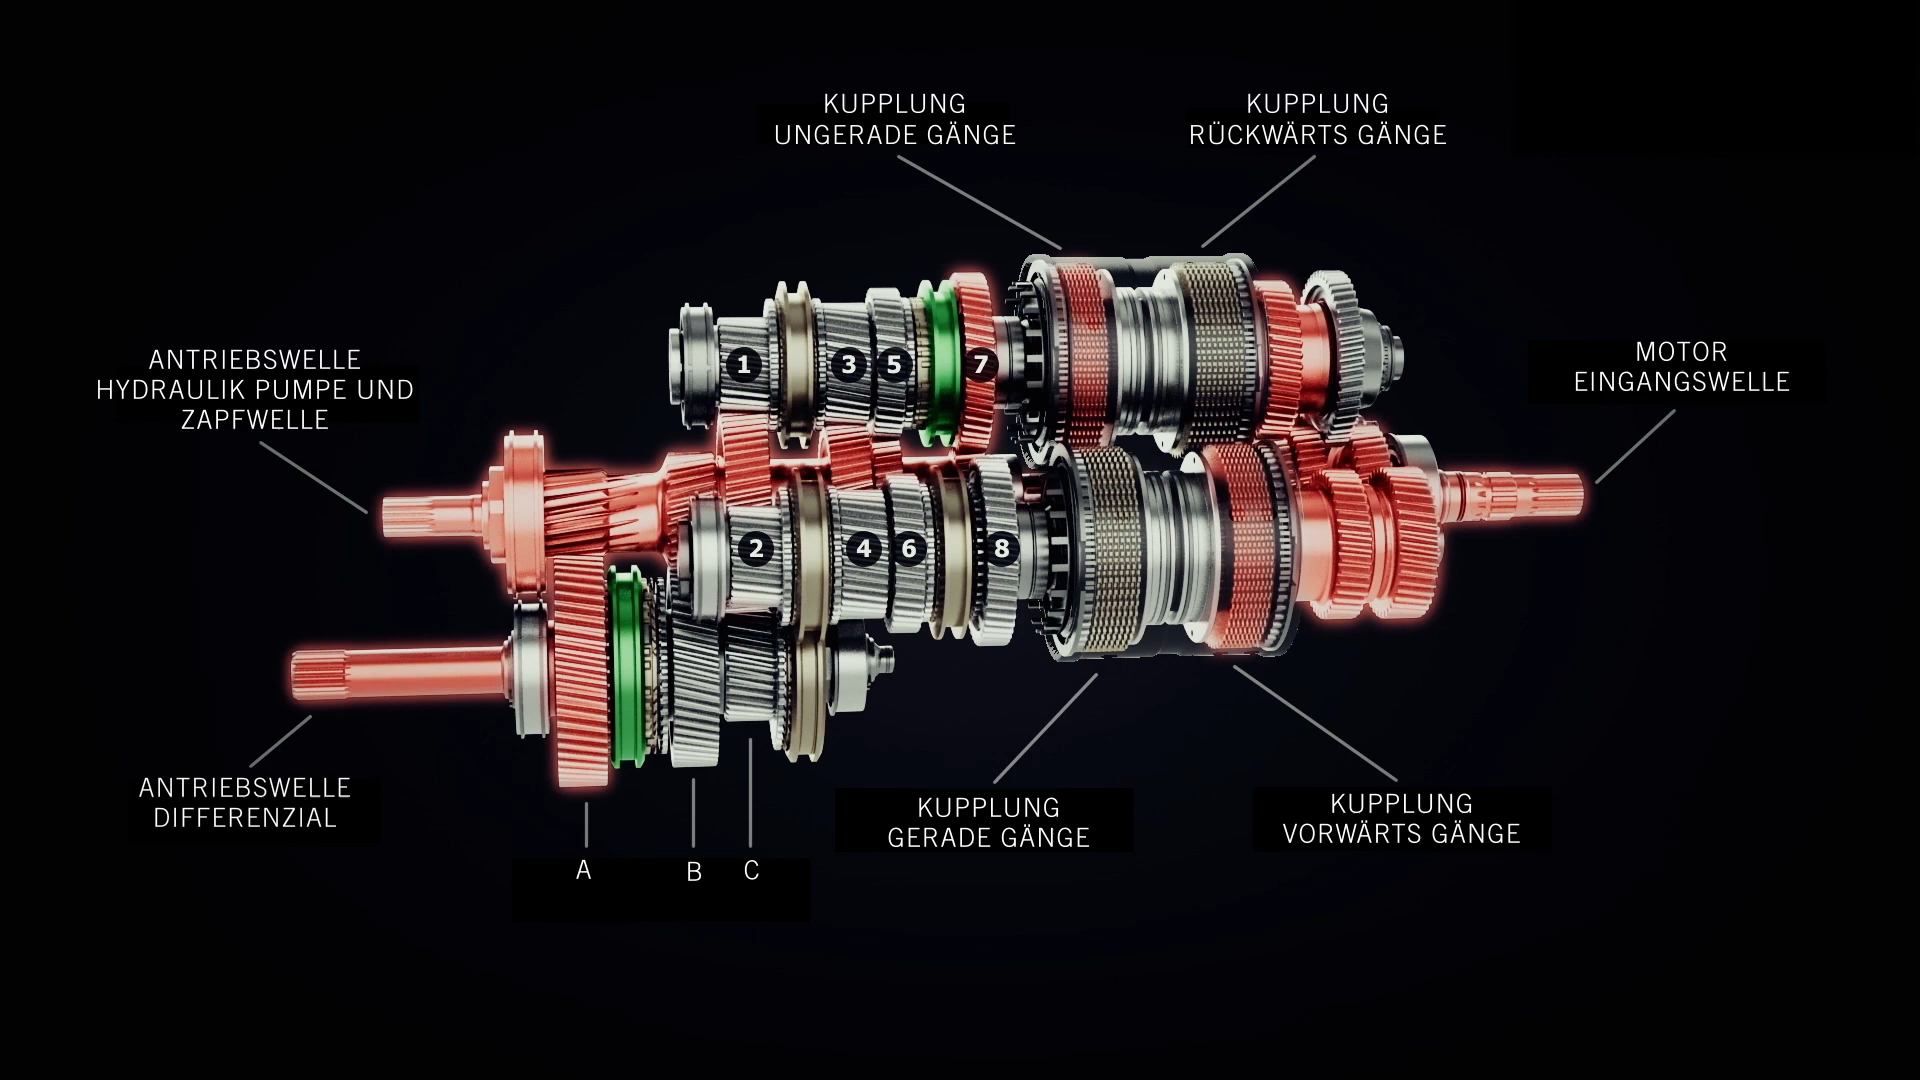 KUPPLUNG
UNGERADE GÄNGE
KUPPLUNG
RÜCKWÄRTS GÄNGE
ANTRIEBSWELLE
HYDRAULIK PUMPE UND
ZAPFWELLE
MOTOR
EINGANGSWELLE
1
3
5
7
2
4
6
8
ANTRIEBSWELLE
DIFFERENZIAL
A
B
C
KUPPLUNG
GERADE GÄNGE
KUPPLUNG
VORWÄRTS GÄNGE